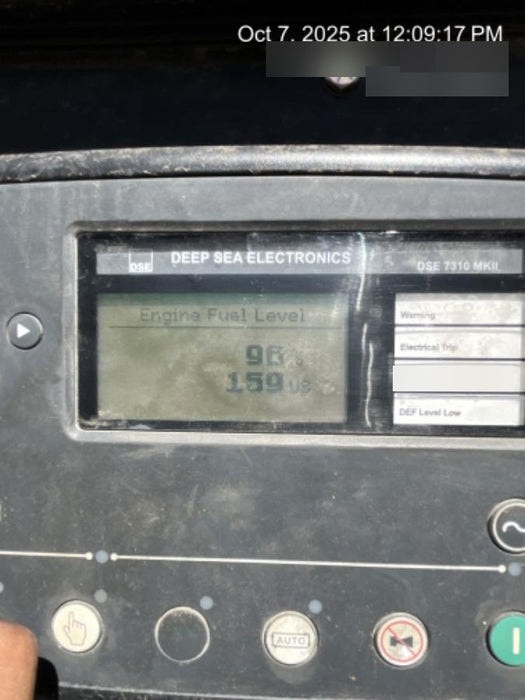 Oct 7, 2025 at 12:09:17 PM
DSE DEEP SEA ELECTRONICS
DSE 7310 MKII
Engine Fuel Level
%
159 US
Warning
Electrical Trip
DEF Level Low
AUTO